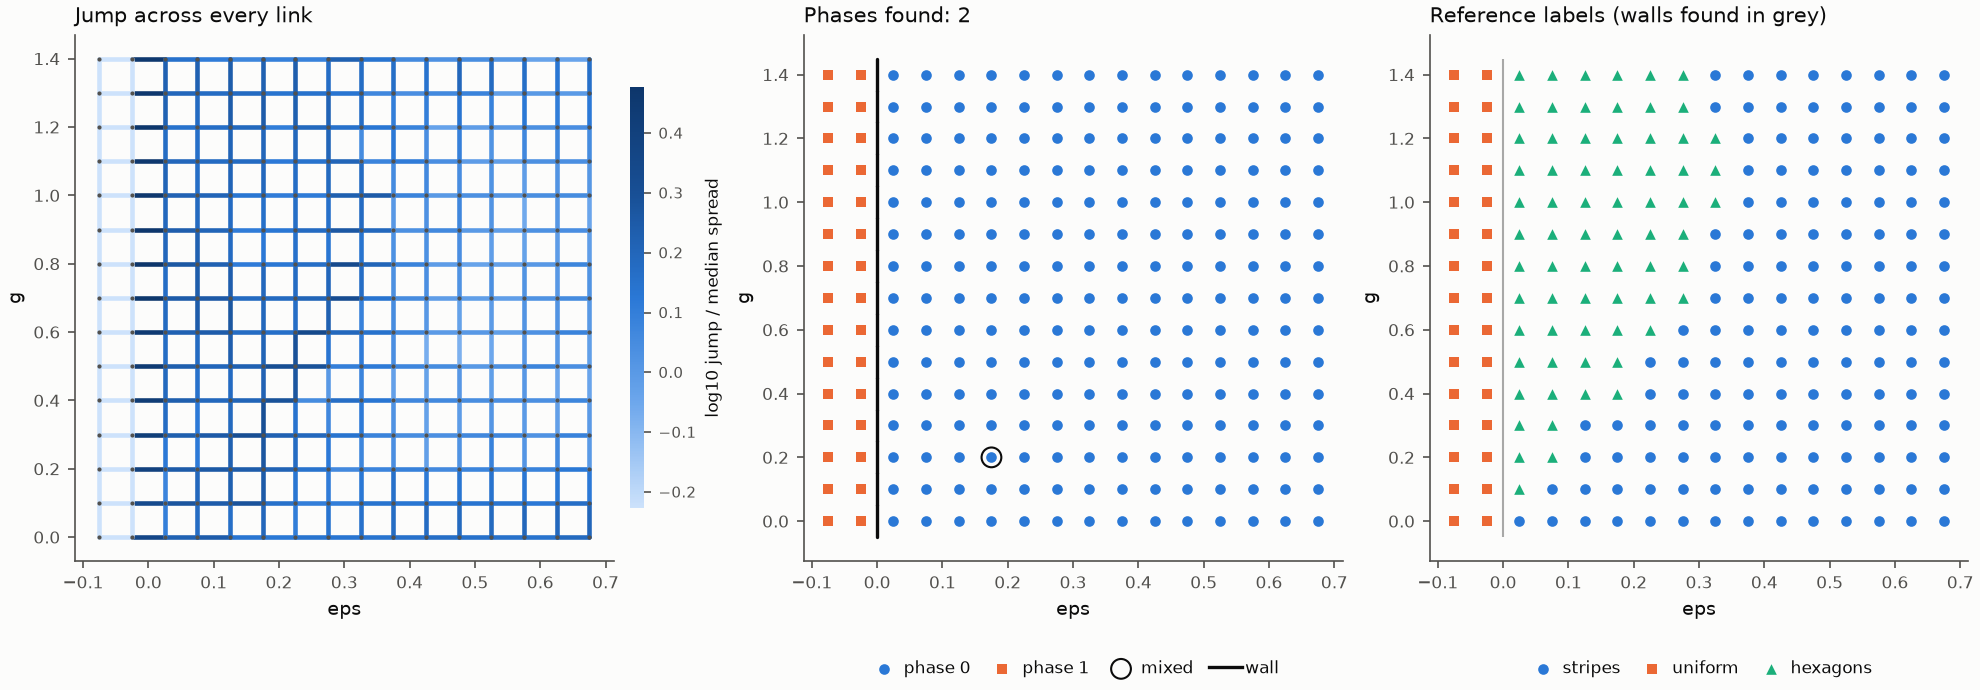 Jump across every link
1.4
1.2
1.0
0.8
0.6
0.4
0.2
0.0
g
−0.1 0.0 0.1 0.2 0.3 0.4 0.5 0.6 0.7
eps
0.4
0.3
0.2
0.1
0.0
−0.1
−0.2
log10 jump / median spread
Phases found: 2
1.4
1.2
1.0
0.8
0.6
0.4
0.2
0.0
g
−0.1 0.0 0.1 0.2 0.3 0.4 0.5 0.6 0.7
eps
phase 0 phase 1 mixed wall
Reference labels (walls found in grey)
1.4
1.2
1.0
0.8
0.6
0.4
0.2
0.0
g
−0.1 0.0 0.1 0.2 0.3 0.4 0.5 0.6 0.7
eps
stripes uniform hexagons